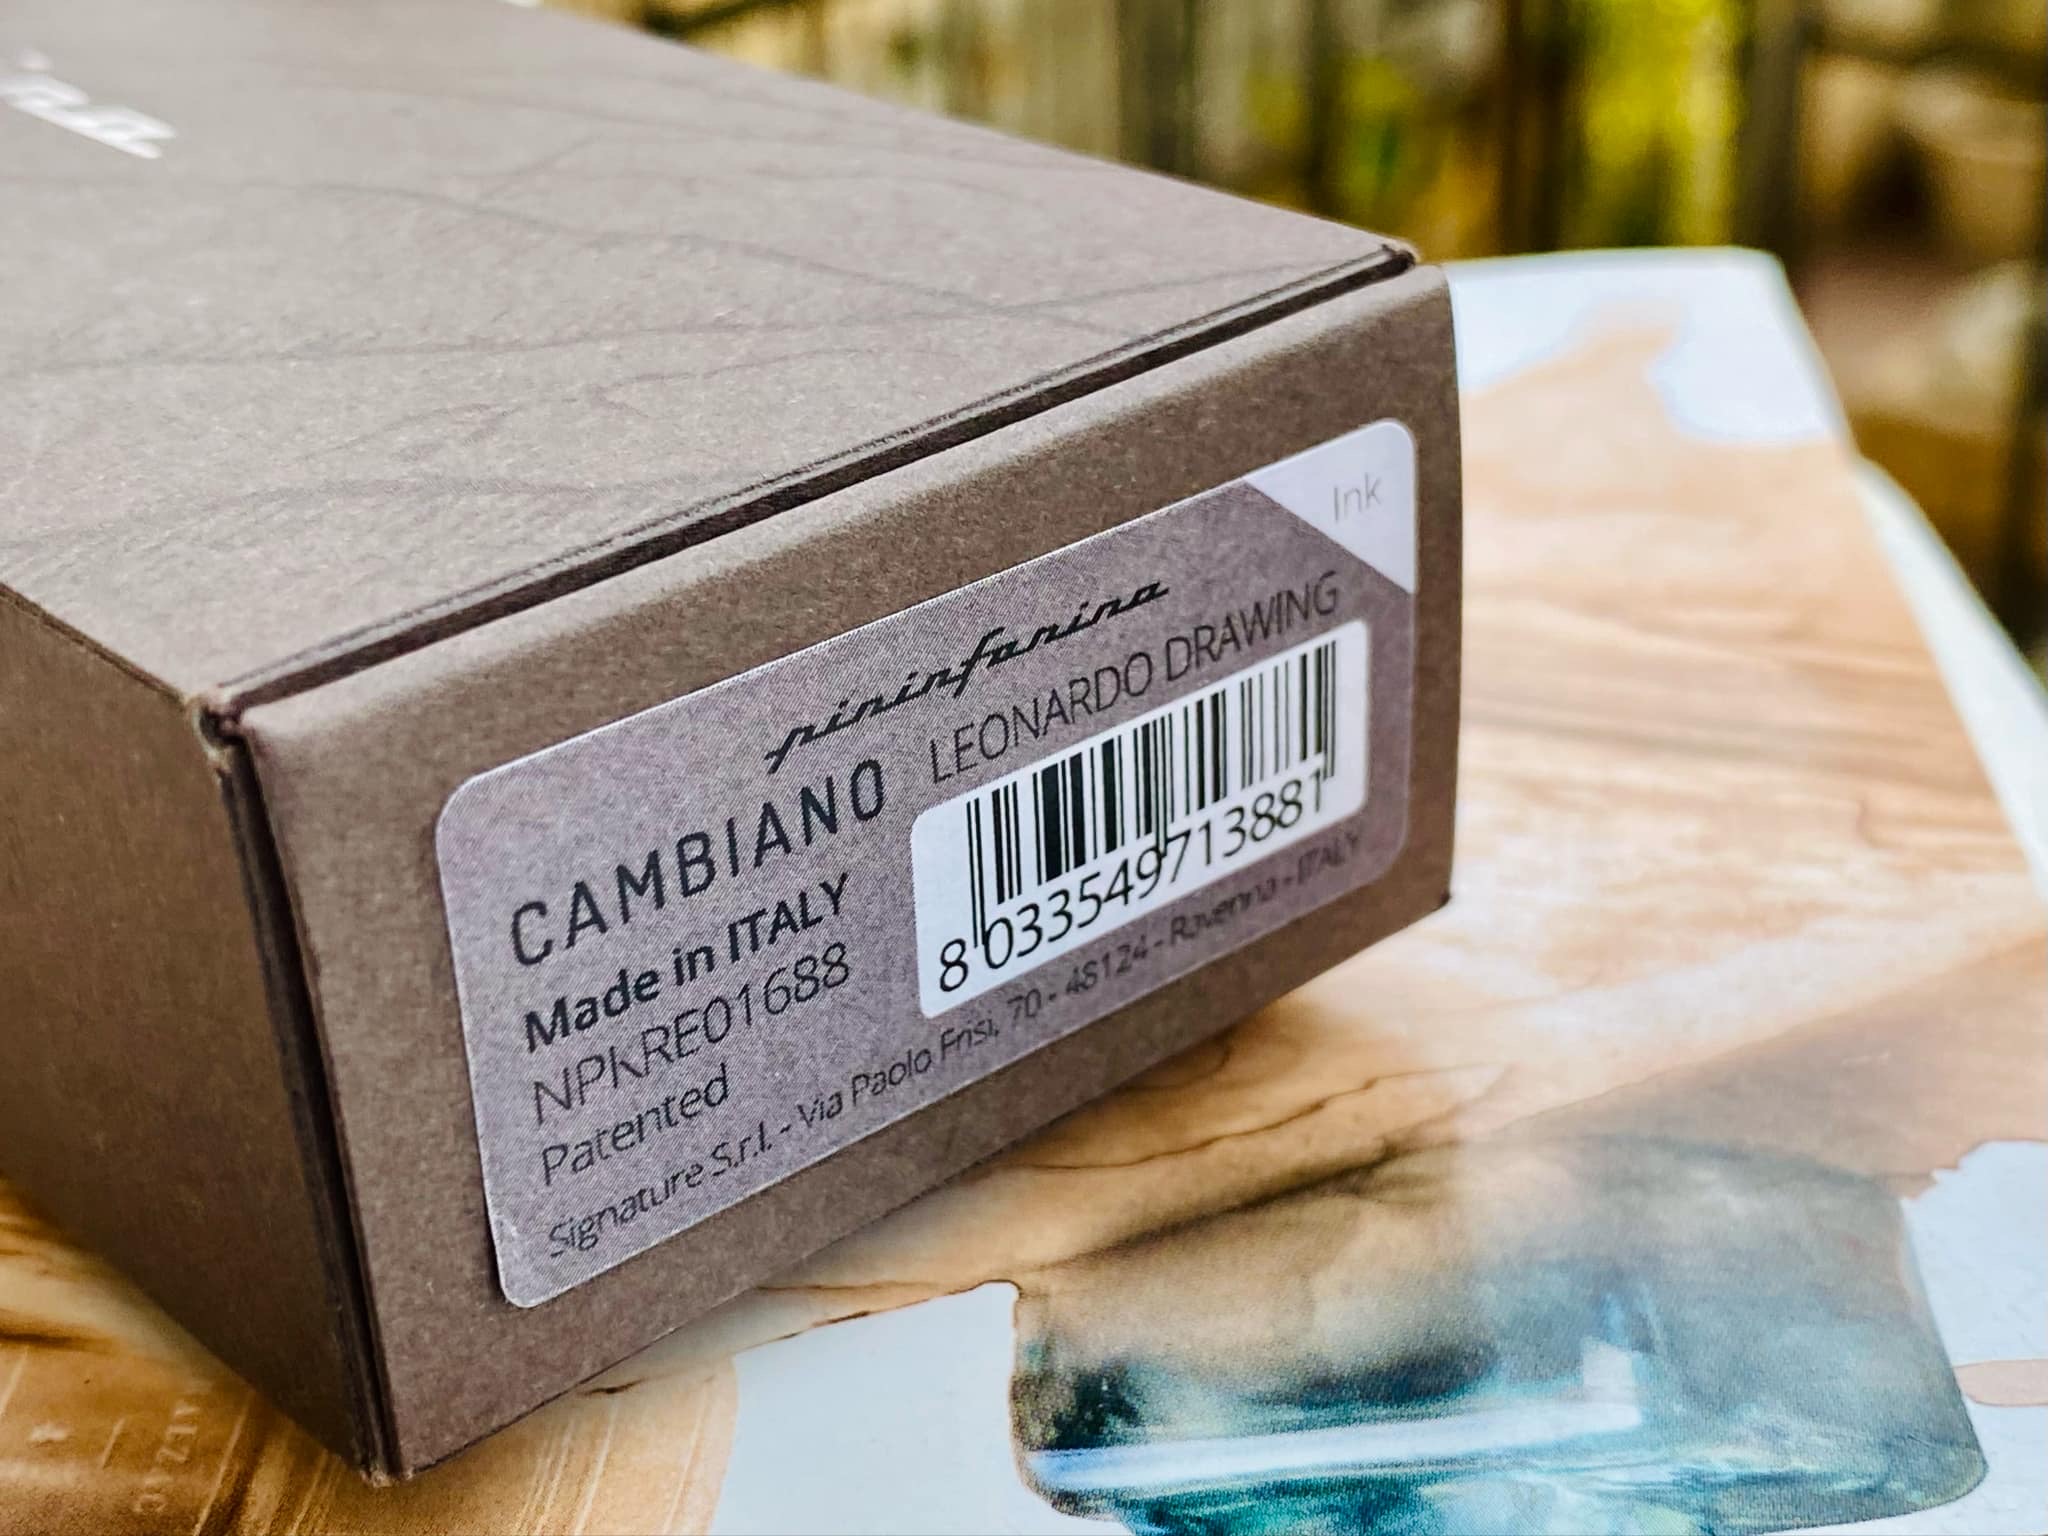 Ink
pininfarina
CAMBIANO LEONARDO DRAWING
Made in ITALY
NPKRE01688
Patented
8 033549 713881
Signature S.r.l. - Via Paolo Frisi, 70 - 48124 - Ravenna - ITALY